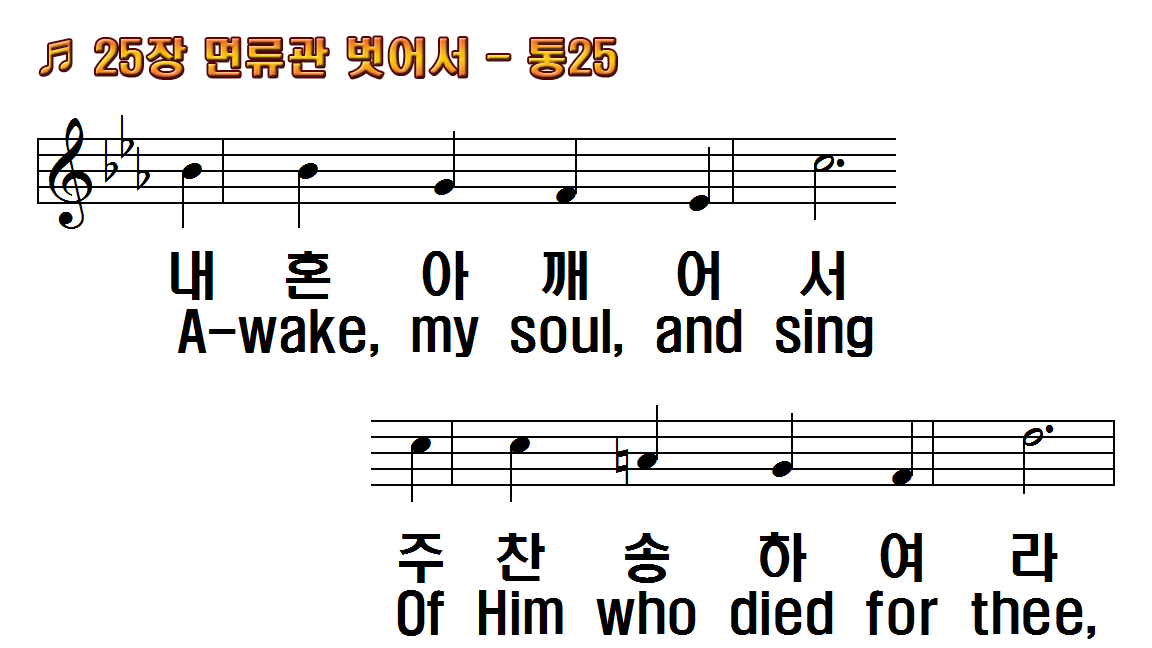 25장 면류관 벗어서 - 통25
내 혼 아 깨 어 서
A-wake, my soul, and sing
주 찬 송 하 여 라
Of Him who died for thee,